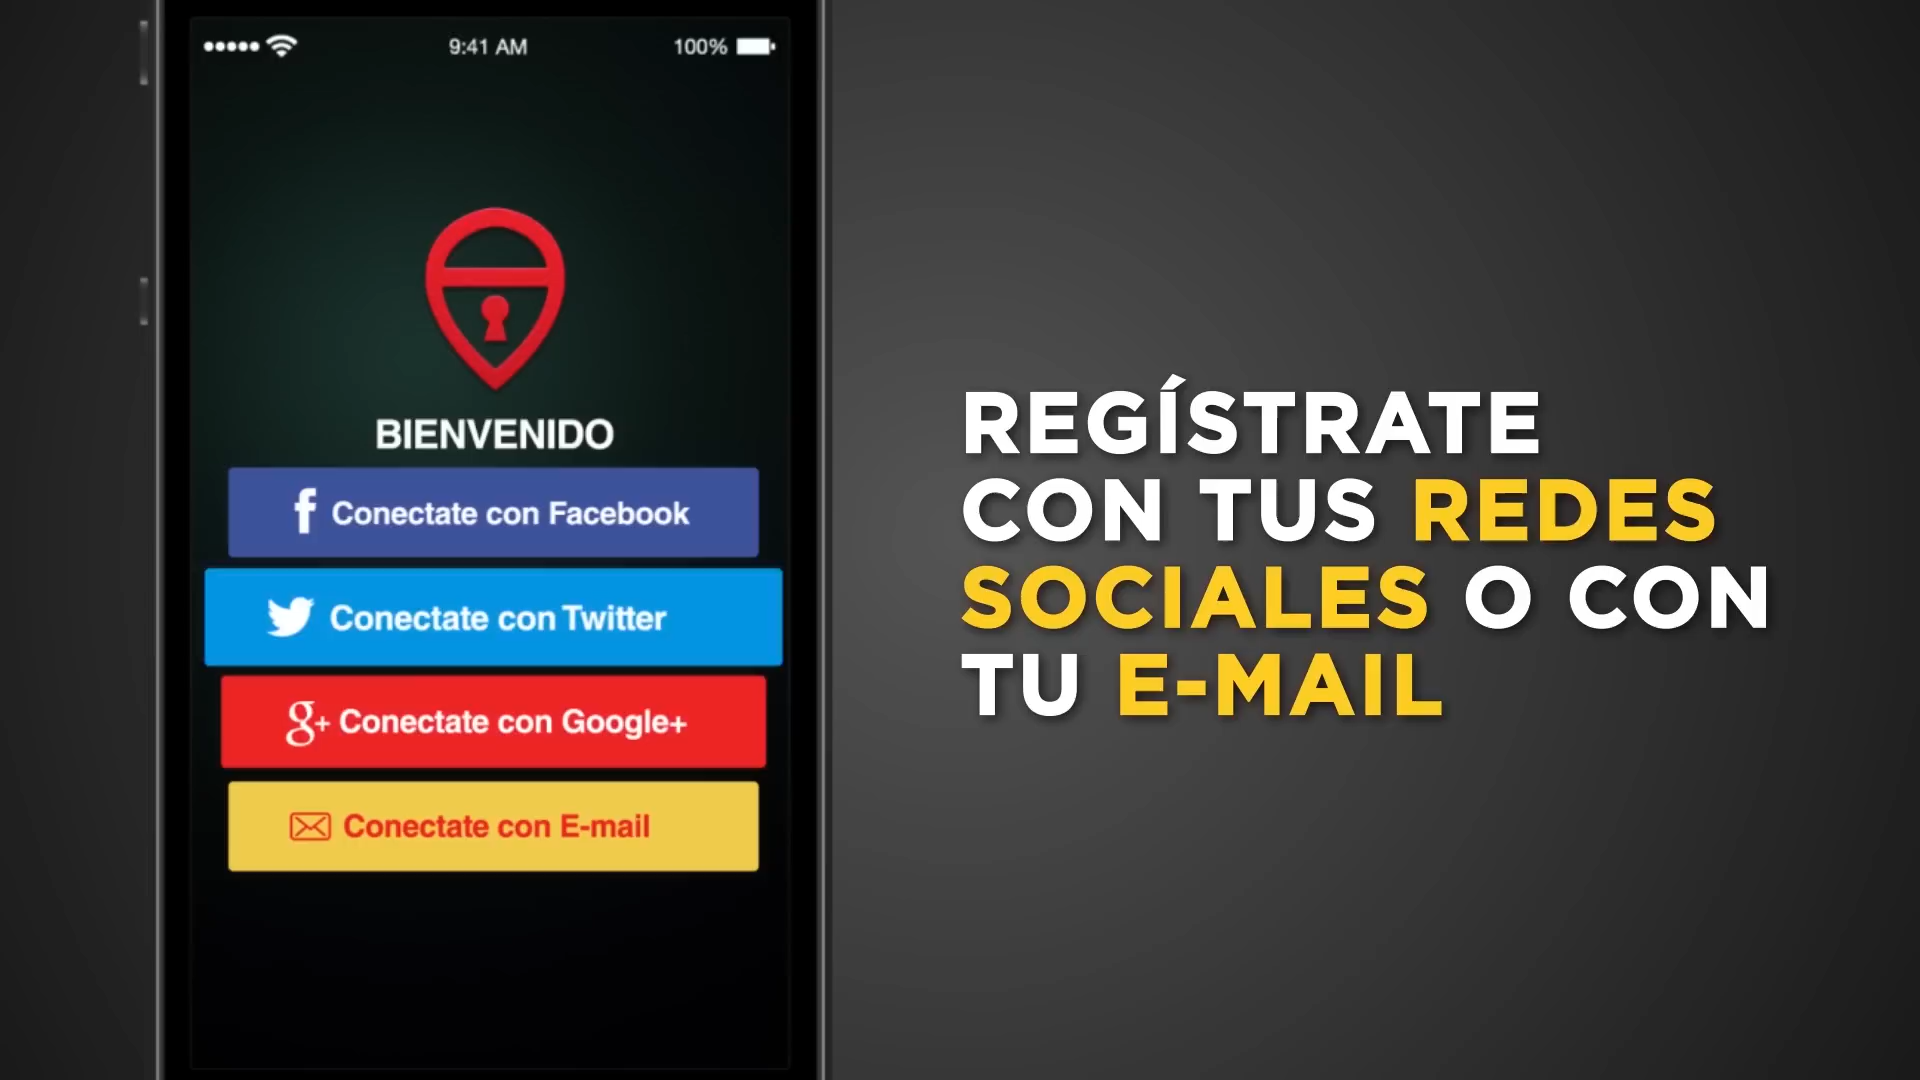 9:41 AM
100%
BIENVENIDO
f Conectate con Facebook
Conectate con Twitter
g+ Conectate con Google+
Conectate con E-mail
REGÍSTRATE
CON TUS REDES
SOCIALES O CON
TU E-MAIL